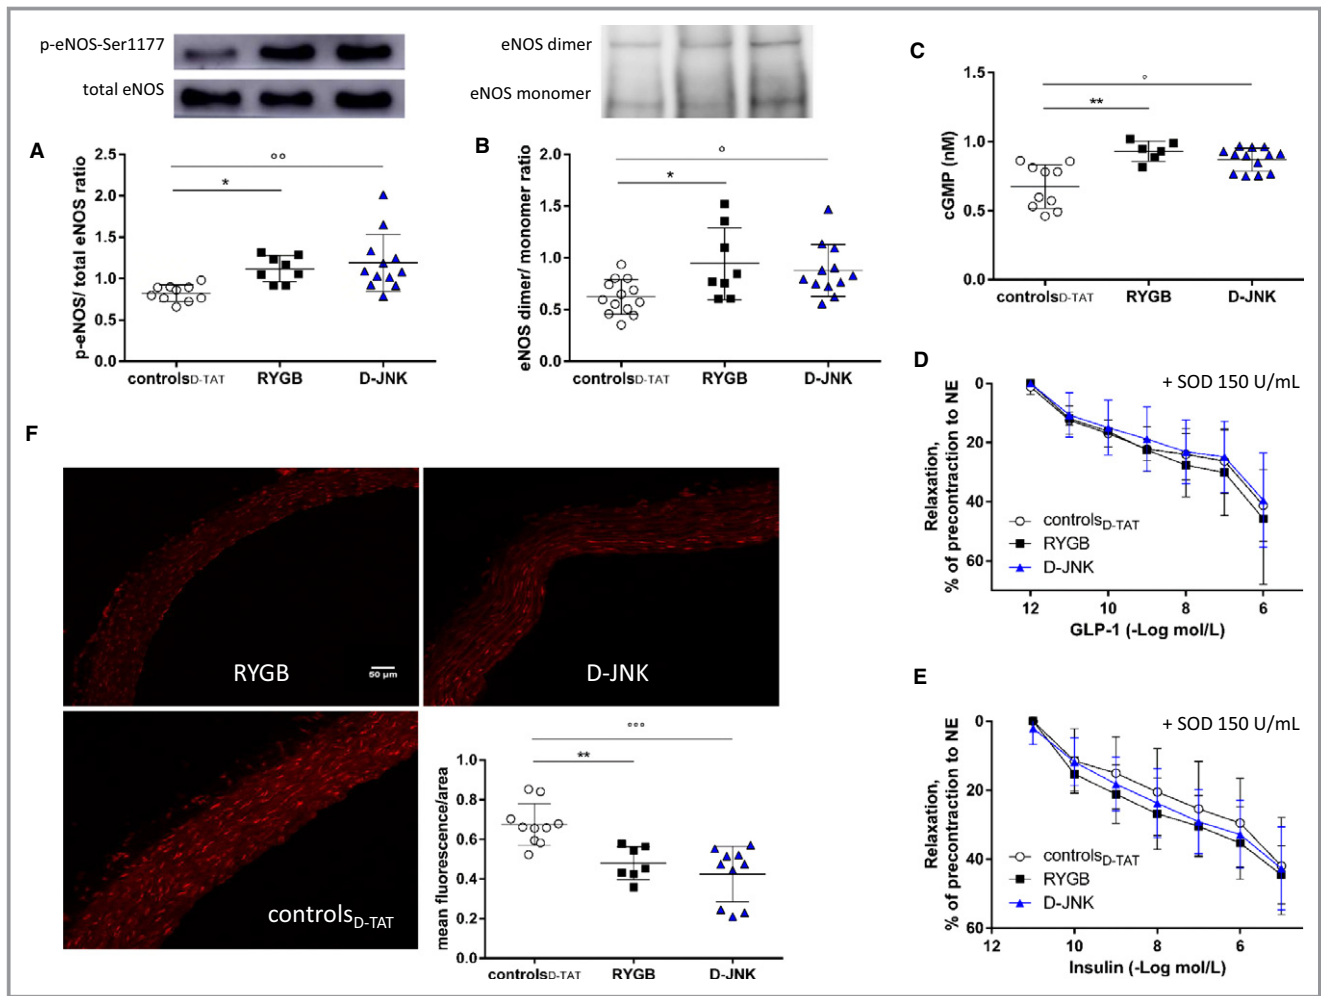 p-eNOS-Ser1177
total eNOS
eNOS dimer
eNOS monomer
A
p-eNOS/ total eNOS ratio
2.5
2.0
1.5
1.0
0.5
0.0
°°
*
controlsD-TAT
RYGB
D-JNK
B
eNOS dimer/ monomer ratio
2.0
1.5
1.0
0.5
0.0
°
*
controlsD-TAT
RYGB
D-JNK
C
cGMP (nM)
1.5
1.0
0.5
0.0
°
**
controlsD-TAT
RYGB
D-JNK
D
+ SOD 150 U/mL
Relaxation,
% of precontraction to NE
0
20
40
60
controlsD-TAT
RYGB
D-JNK
12
10
8
6
GLP-1 (-Log mol/L)
E
+ SOD 150 U/mL
Relaxation,
% of precontraction to NE
0
20
40
60
controlsD-TAT
RYGB
D-JNK
12
10
8
6
Insulin (-Log mol/L)
F
RYGB
50 µm
D-JNK
controlsD-TAT
mean fluorescence/area
1.0
0.8
0.6
0.4
0.2
0.0
°°°
**
controlsD-TAT
RYGB
D-JNK